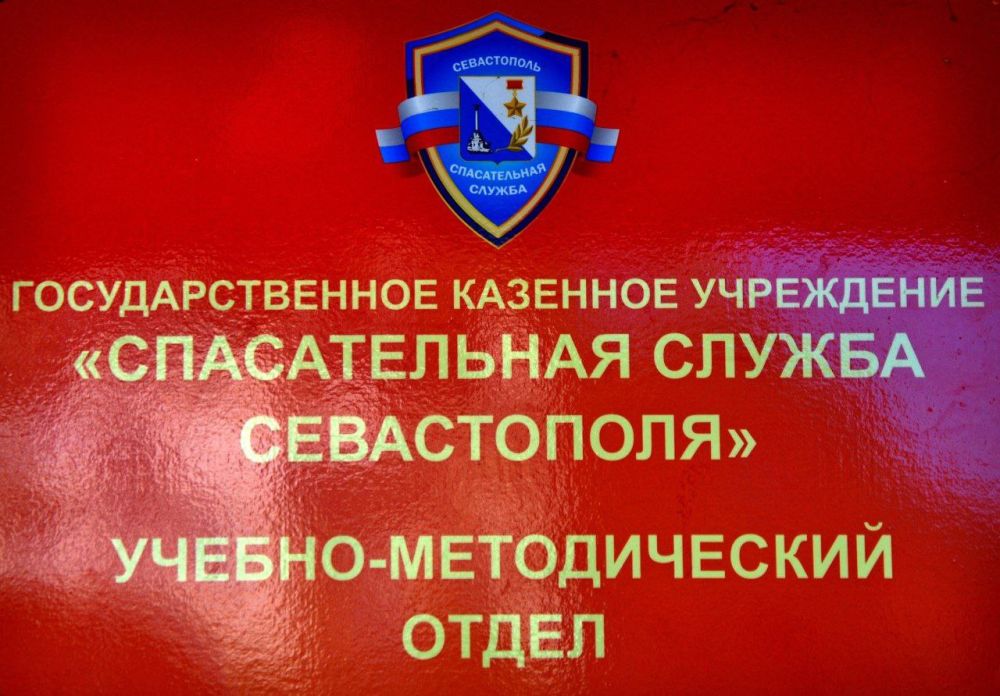 СЕВАСТОПОЛЬ
СПАСАТЕЛЬНАЯ
СЛУЖБА
ГОСУДАРСТВЕННОЕ КАЗЕННОЕ УЧРЕЖДЕНИЕ
«СПАСАТЕЛЬНАЯ СЛУЖБА
СЕВАСТОПОЛЯ»
УЧЕБНО-МЕТОДИЧЕСКИЙ
ОТДЕЛ